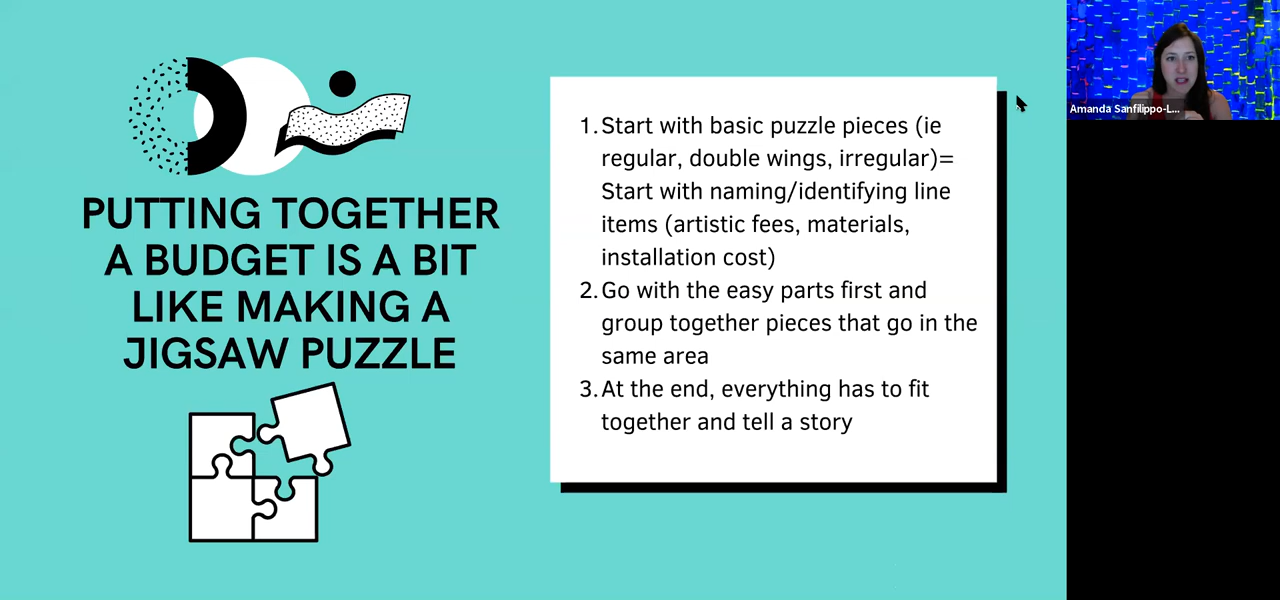 PUTTING TOGETHER
A BUDGET IS A BIT
LIKE MAKING A
JIGSAW PUZZLE
1. Start with basic puzzle pieces (ie
regular, double wings, irregular)=
Start with naming/identifying line
items (artistic fees, materials,
installation cost)
2. Go with the easy parts first and
group together pieces that go in the
same area
3. At the end, everything has to fit
together and tell a story
Amanda Sanfilippo-L...